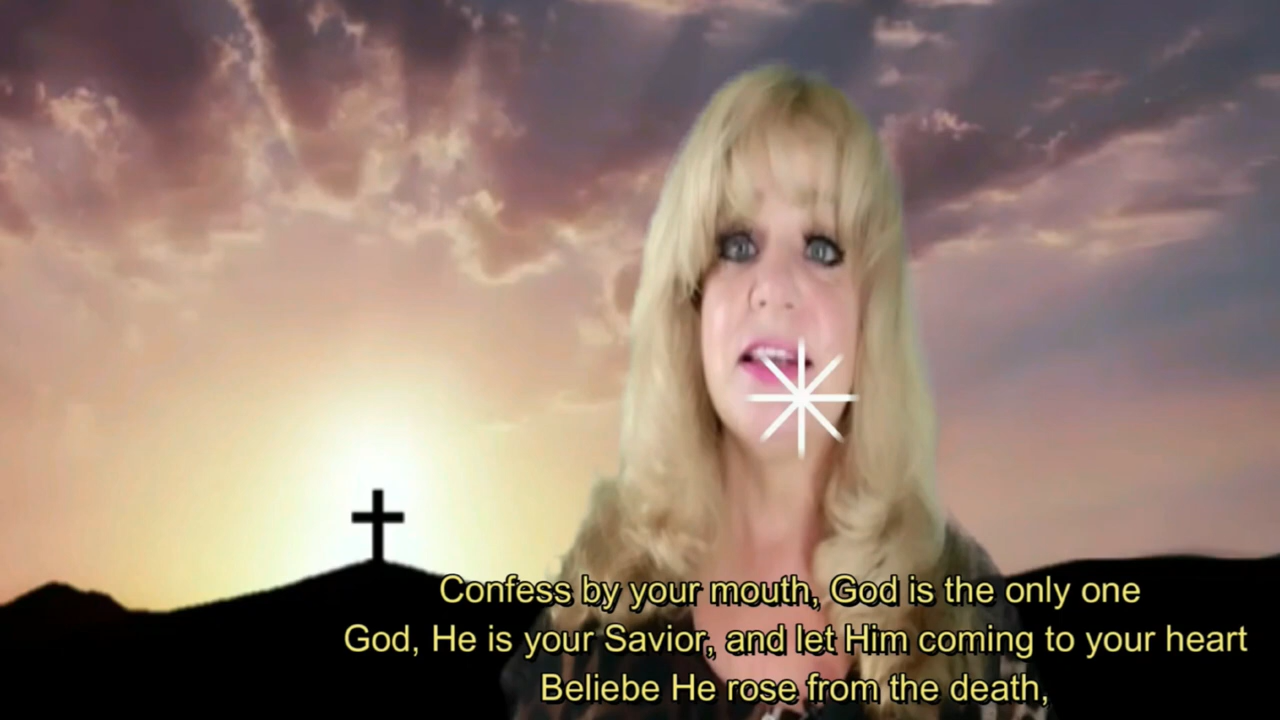 Confess by your mouth, God is the only one
God, He is your Savior, and let Him coming to your heart
Beliebe He rose from the death,